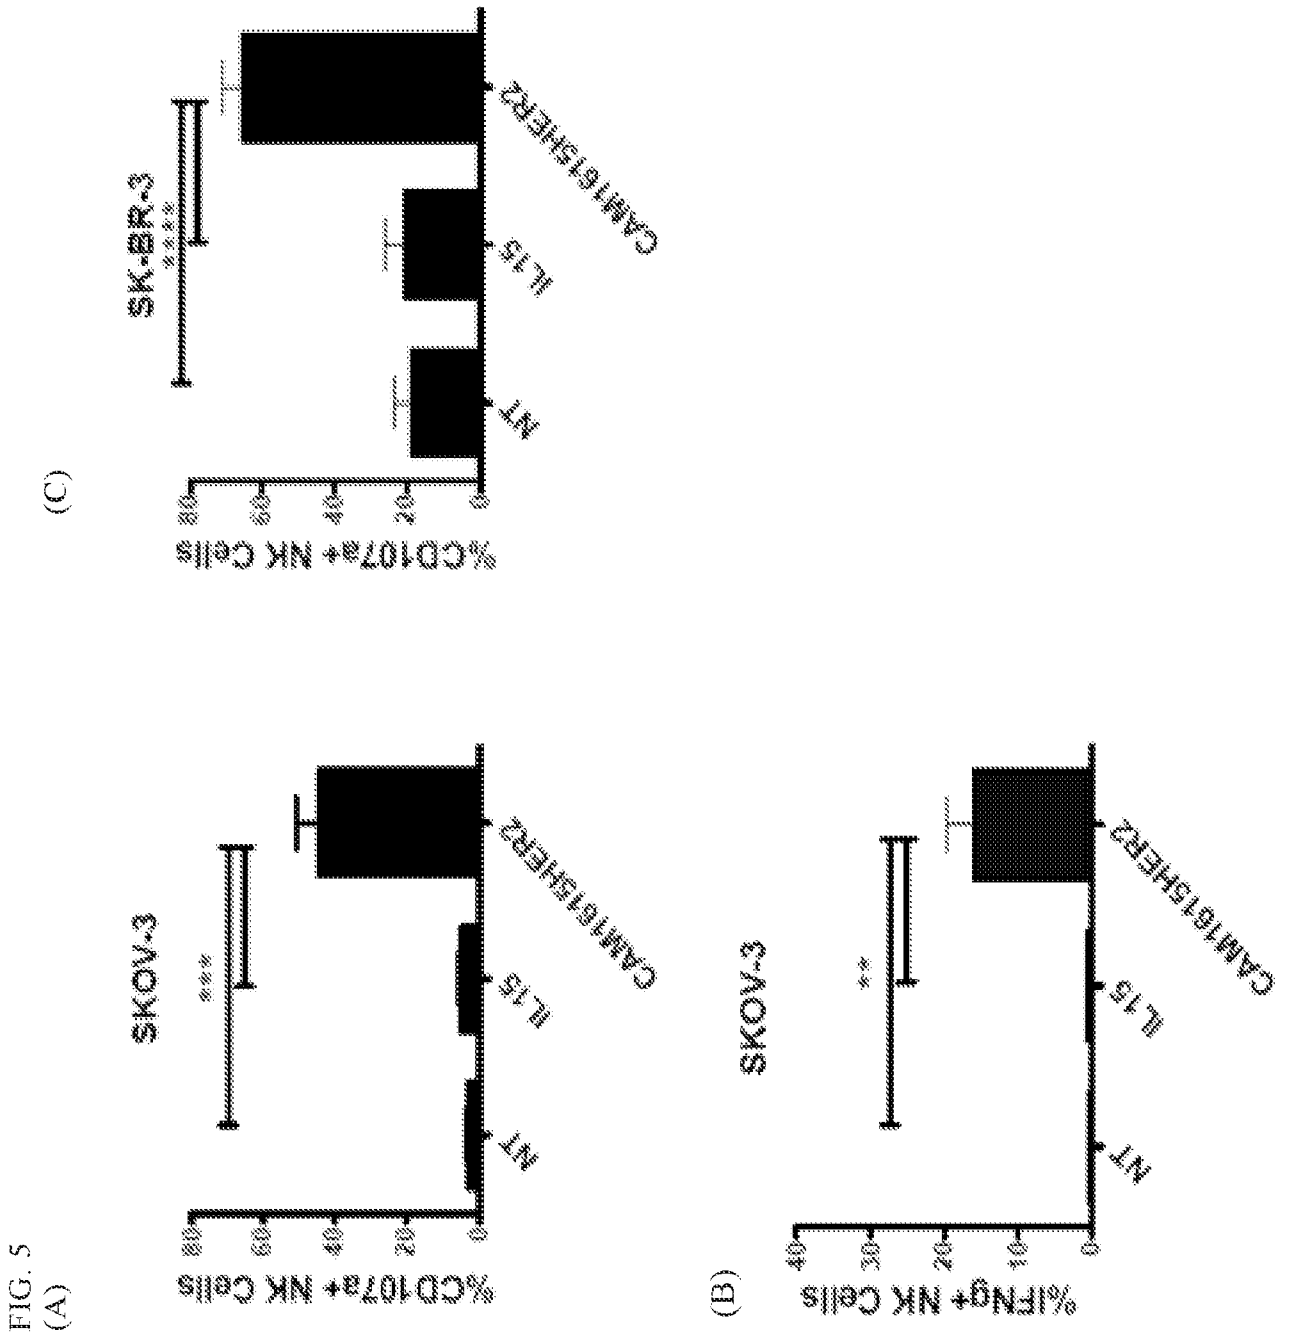 FIG. 5
(A)
SKOV-3
***
%CD107a+ NK Cells
80
60
40
20
0
NT
IL15
CAM1615HER2
(B)
SKOV-3
**
%IFNg+ NK Cells
40
30
20
10
0
NT
IL15
CAM1615HER2
(C)
SK-BR-3
****
%CD107a+ NK Cells
80
60
40
20
0
NT
IL15
CAM1615HER2